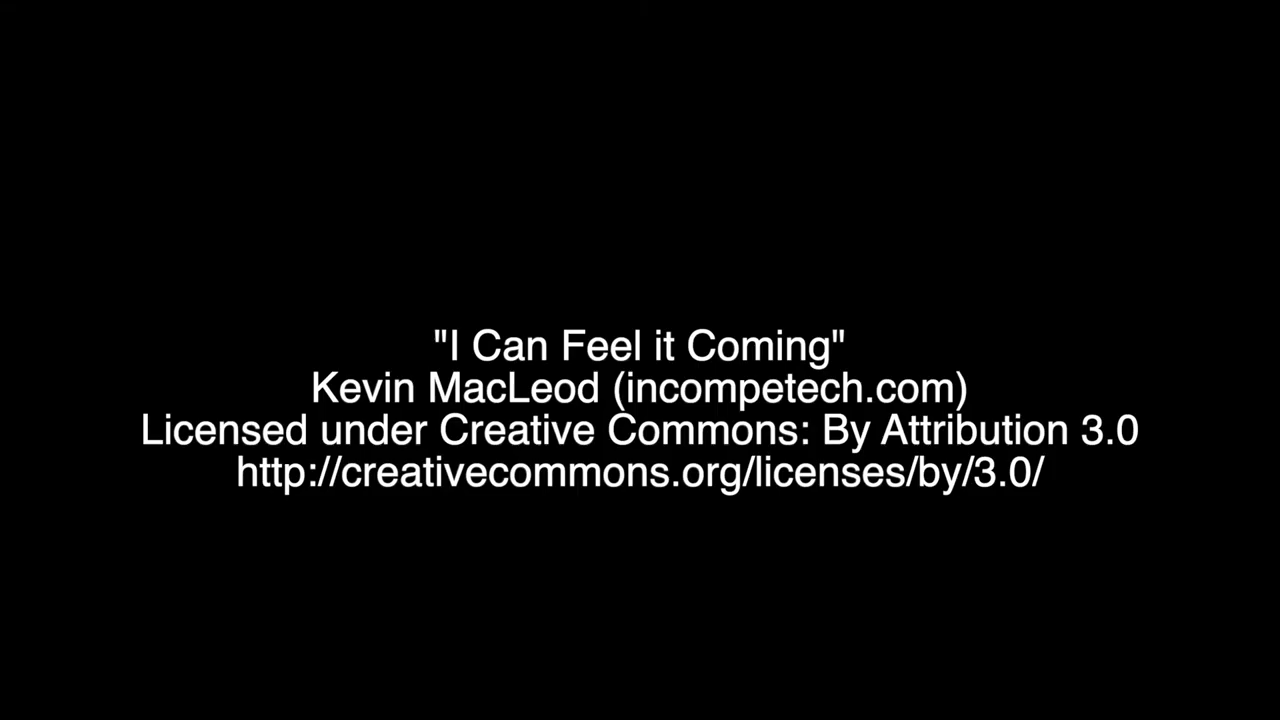 "I Can Feel it Coming"
Kevin MacLeod (incompetech.com)
Licensed under Creative Commons: By Attribution 3.0
http://creativecommons.org/licenses/by/3.0/